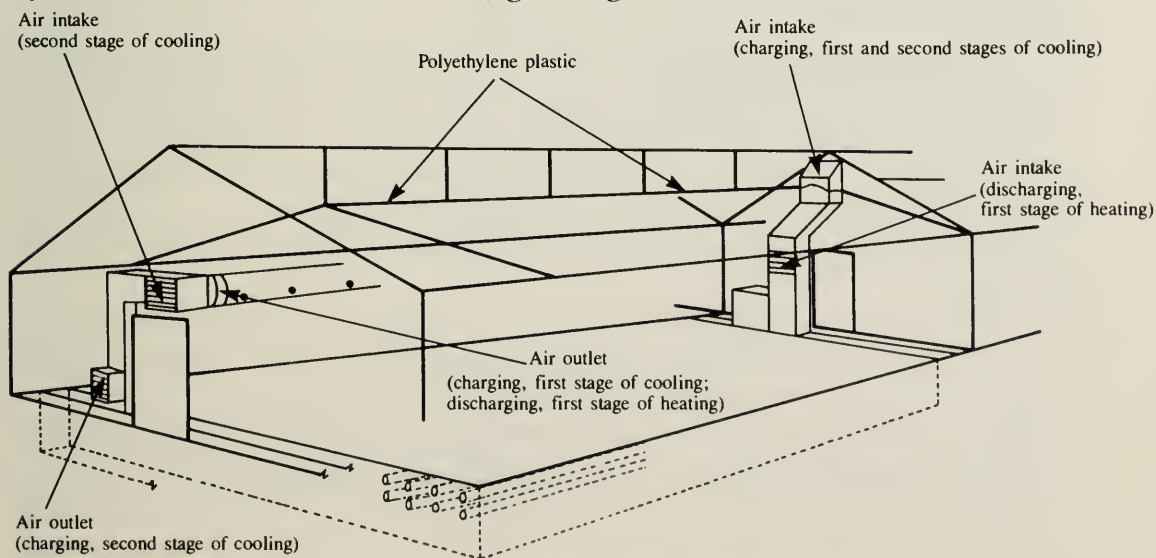 Air intake
(second stage of cooling)
Air intake
(charging, first and second stages of cooling)
Polyethylene plastic
Air intake
(discharging,
first stage of heating)
Air outlet
(charging, first stage of cooling;
discharging, first stage of heating)
Air outlet
(charging, second stage of cooling)